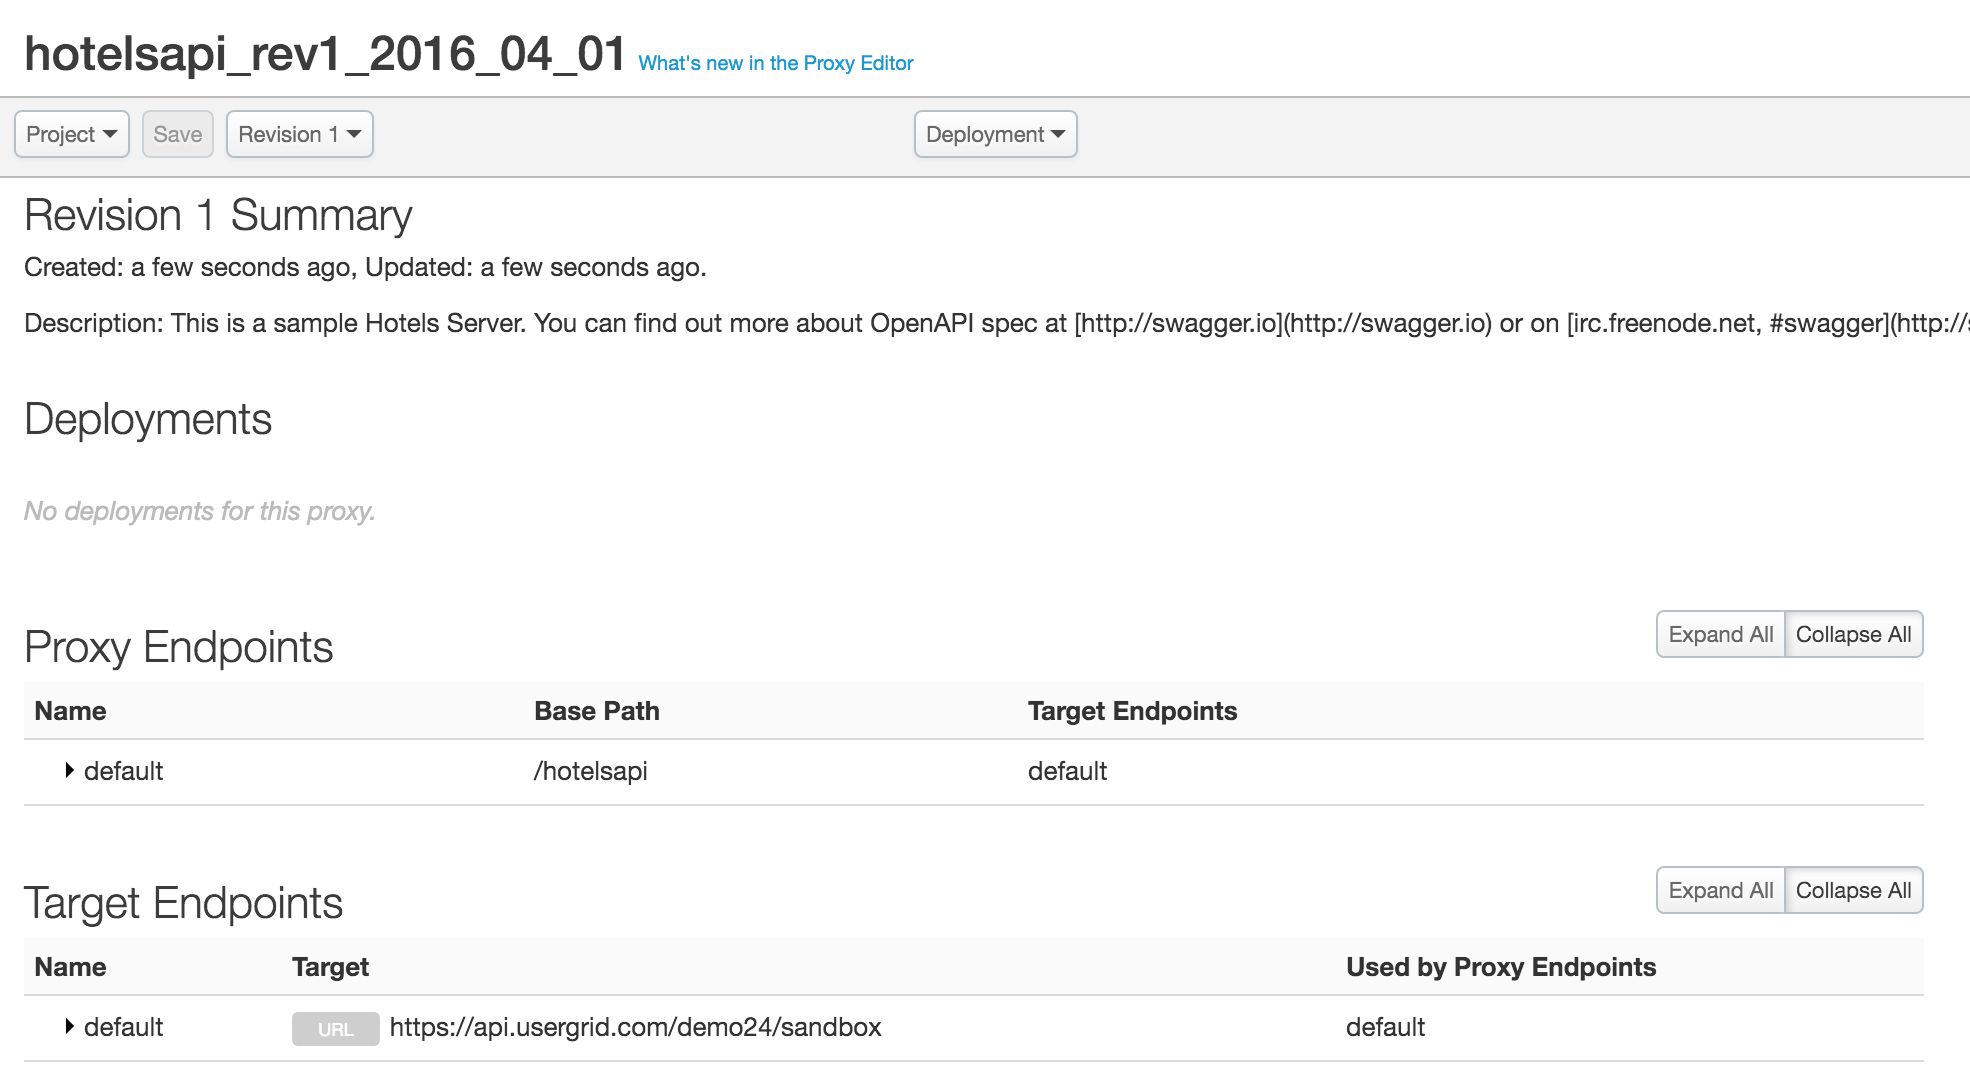 hotelsapi_rev1_2016_04_01 What's new in the Proxy Editor
Project Save Revision 1 Deployment
Revision 1 Summary
Created: a few seconds ago, Updated: a few seconds ago.
Description: This is a sample Hotels Server. You can find out more about OpenAPI spec at [http://swagger.io](http://swagger.io) or on [irc.freenode.net, #swagger](http://
Deployments
No deployments for this proxy.
Proxy Endpoints Expand All Collapse All
Name Base Path Target Endpoints
default /hotelsapi default
Target Endpoints Expand All Collapse All
Name Target Used by Proxy Endpoints
default URL https://api.usergrid.com/demo24/sandbox default